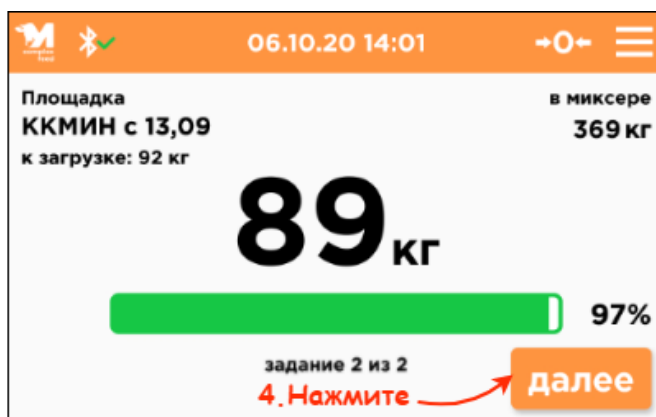 06.10.20 14:01
→0←
Площадка
ККМИН с 13,09
к загрузке: 92 кг
в миксере
369 кг
89 кг
97%
задание 2 из 2
4. Нажмите
далее